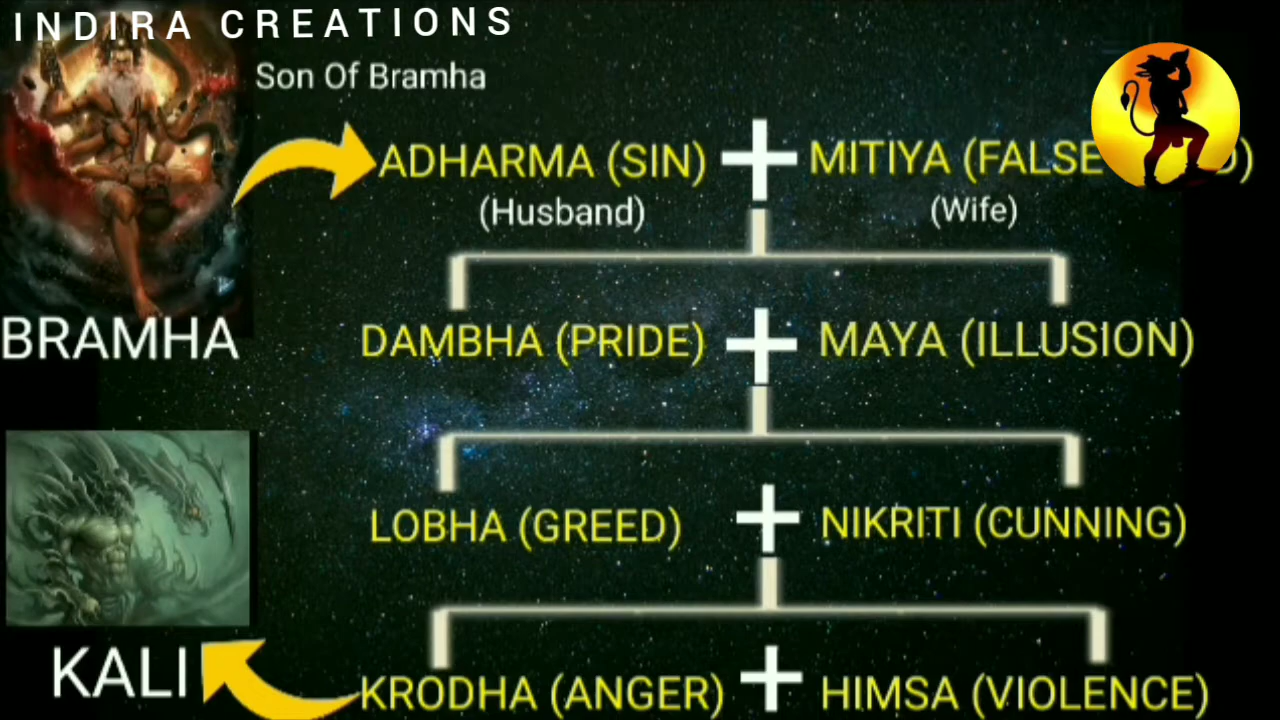 INDIRA CREATIONS
Son Of Bramha
ADHARMA (SIN) + MITIYA (FALSE D)
(Husband) (Wife)
BRAMHA
DAMBHA (PRIDE) + MAYA (ILLUSION)
LOBHA (GREED) + NIKRITI (CUNNING)
KALI
KRODHA (ANGER) + HIMSA (VIOLENCE)